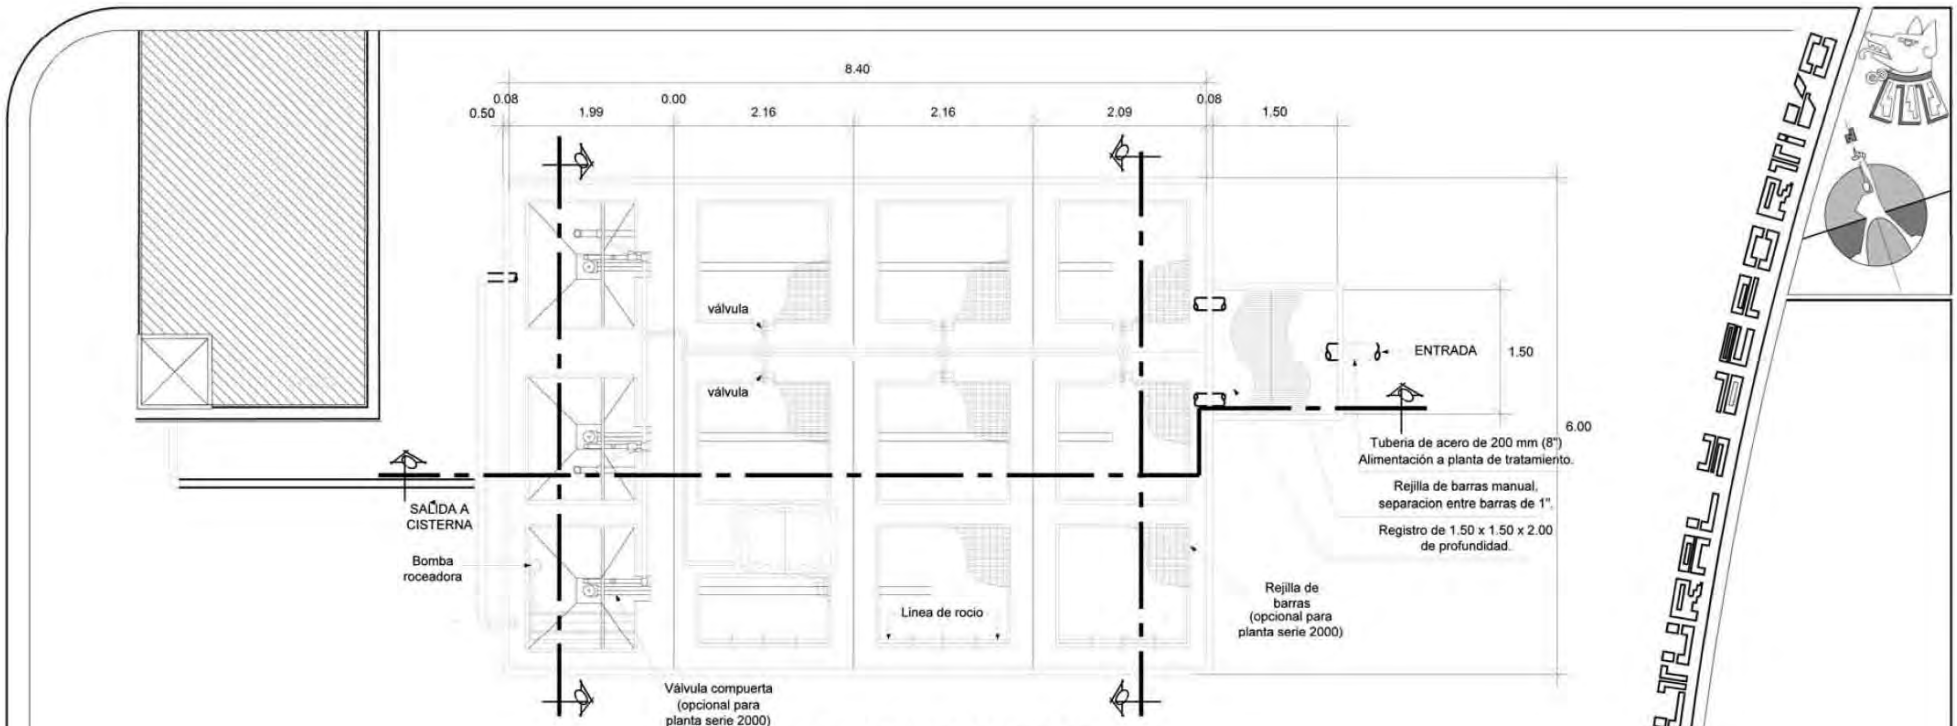 8.40
0.08
0.00
0.08
0.50
1.99
2.16
2.16
2.09
1.50
N
válvula
ENTRADA
1.50
válvula
6.00
Tuberia de acero de 200 mm (8")
Alimentación a planta de tratamiento.
Rejilla de barras manual,
separacion entre barras de 1".
SALIDA A
CISTERNA
Registro de 1.50 x 1.50 x 2.00
de profundidad.
Bomba
roceadora
Rejilla de
barras
(opcional para
planta serie 2000)
Linea de rocio
Válvula compuerta
(opcional para
planta serie 2000)
LTURAL Y DEPORTIVO